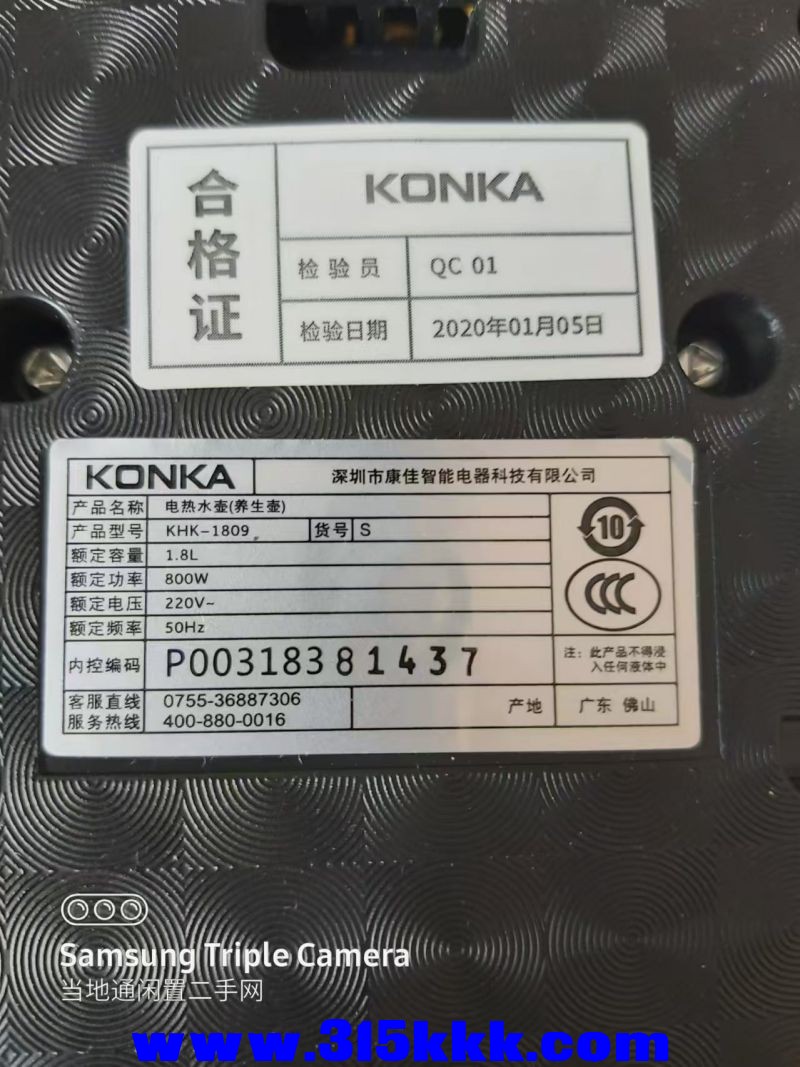 合格证
KONKA
检验员 QC 01
检验日期 2020年01月05日
KONKA 深圳市康佳智能电器科技有限公司
产品名称 电热水壶(养生壶)
产品型号 KHK-1809 货号 S
额定容量 1.8L
额定功率 800W
额定电压 220V~
额定频率 50Hz
10
CCC
内控编码 P00318381437
注：此产品不得浸
入任何液体中
客服直线 0755-36887306
服务热线 400-880-0016
产地 广东 佛山
Samsung Triple Camera
当地通闲置二手网
www.315kkk.com